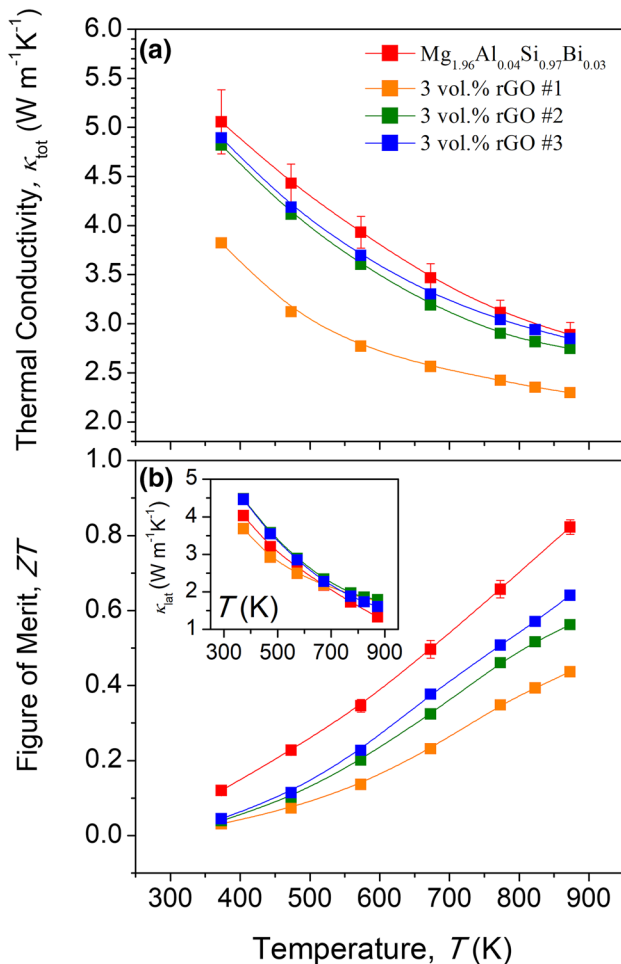 (a)
Mg1.96Al0.04Si0.97Bi0.03
3 vol.% rGO #1
3 vol.% rGO #2
3 vol.% rGO #3
Thermal Conductivity, κtot (W m⁻¹K⁻¹)
6.0
5.5
5.0
4.5
4.0
3.5
3.0
2.5
2.0
(b)
Figure of Merit, ZT
1.0
0.8
0.6
0.4
0.2
0.0
κlat (W m⁻¹K⁻¹)
5
4
3
2
1
T (K)
300 500 700 900
300 400 500 600 700 800 900
Temperature, T (K)